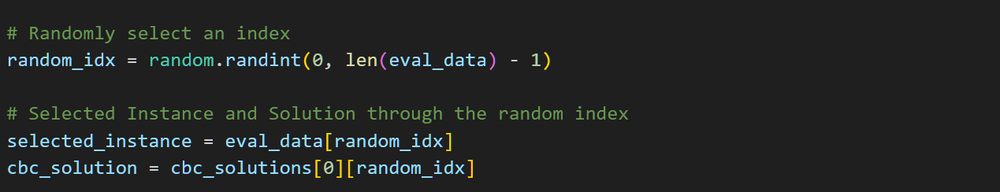 # Randomly select an index
random_idx = random.randint(0, len(eval_data) - 1)
# Selected Instance and Solution through the random index
selected_instance = eval_data[random_idx]
cbc_solution = cbc_solutions[0][random_idx]